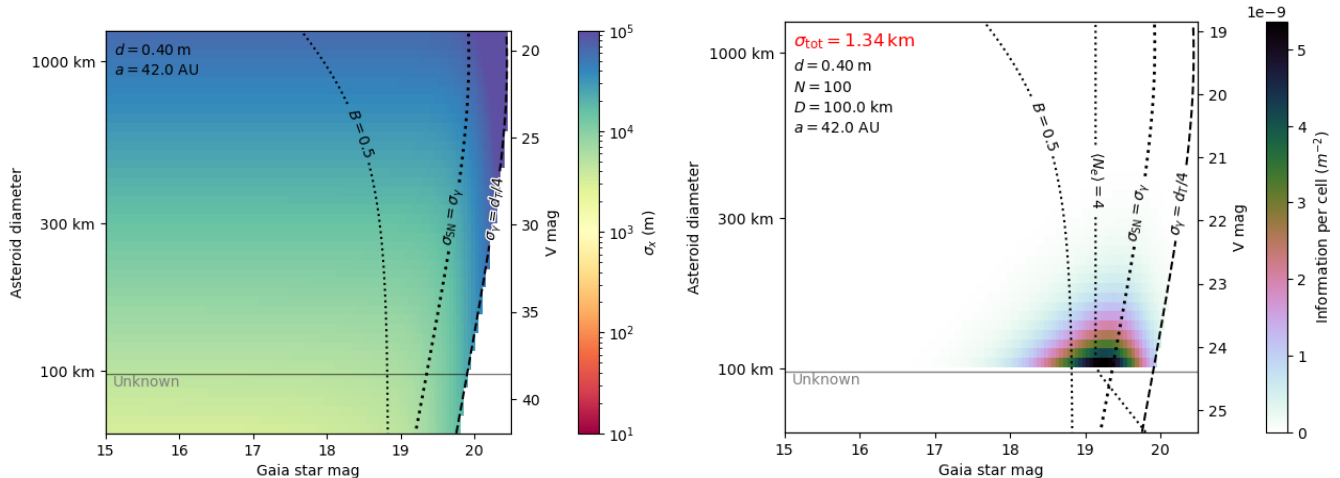 d = 0.40 m
a = 42.0 AU
1000 km
300 km
100 km
Asteroid diameter
B = 0.5
σSN = σγ
σγ = dT/4
Unknown
15 16 17 18 19 20
Gaia star mag
20
25
30
35
40
V mag
10^5
10^4
10^3
10^2
10^1
σx (m)
σtot = 1.34 km
d = 0.40 m
N = 100
D = 100.0 km
a = 42.0 AU
1000 km
300 km
100 km
Asteroid diameter
B = 0.5
⟨Ne⟩ = 4
σSN = σγ
σγ = dT/4
Unknown
15 16 17 18 19 20
Gaia star mag
19
20
21
22
23
24
25
V mag
1e−9
5
4
3
2
1
0
Information per cell (m^−2)